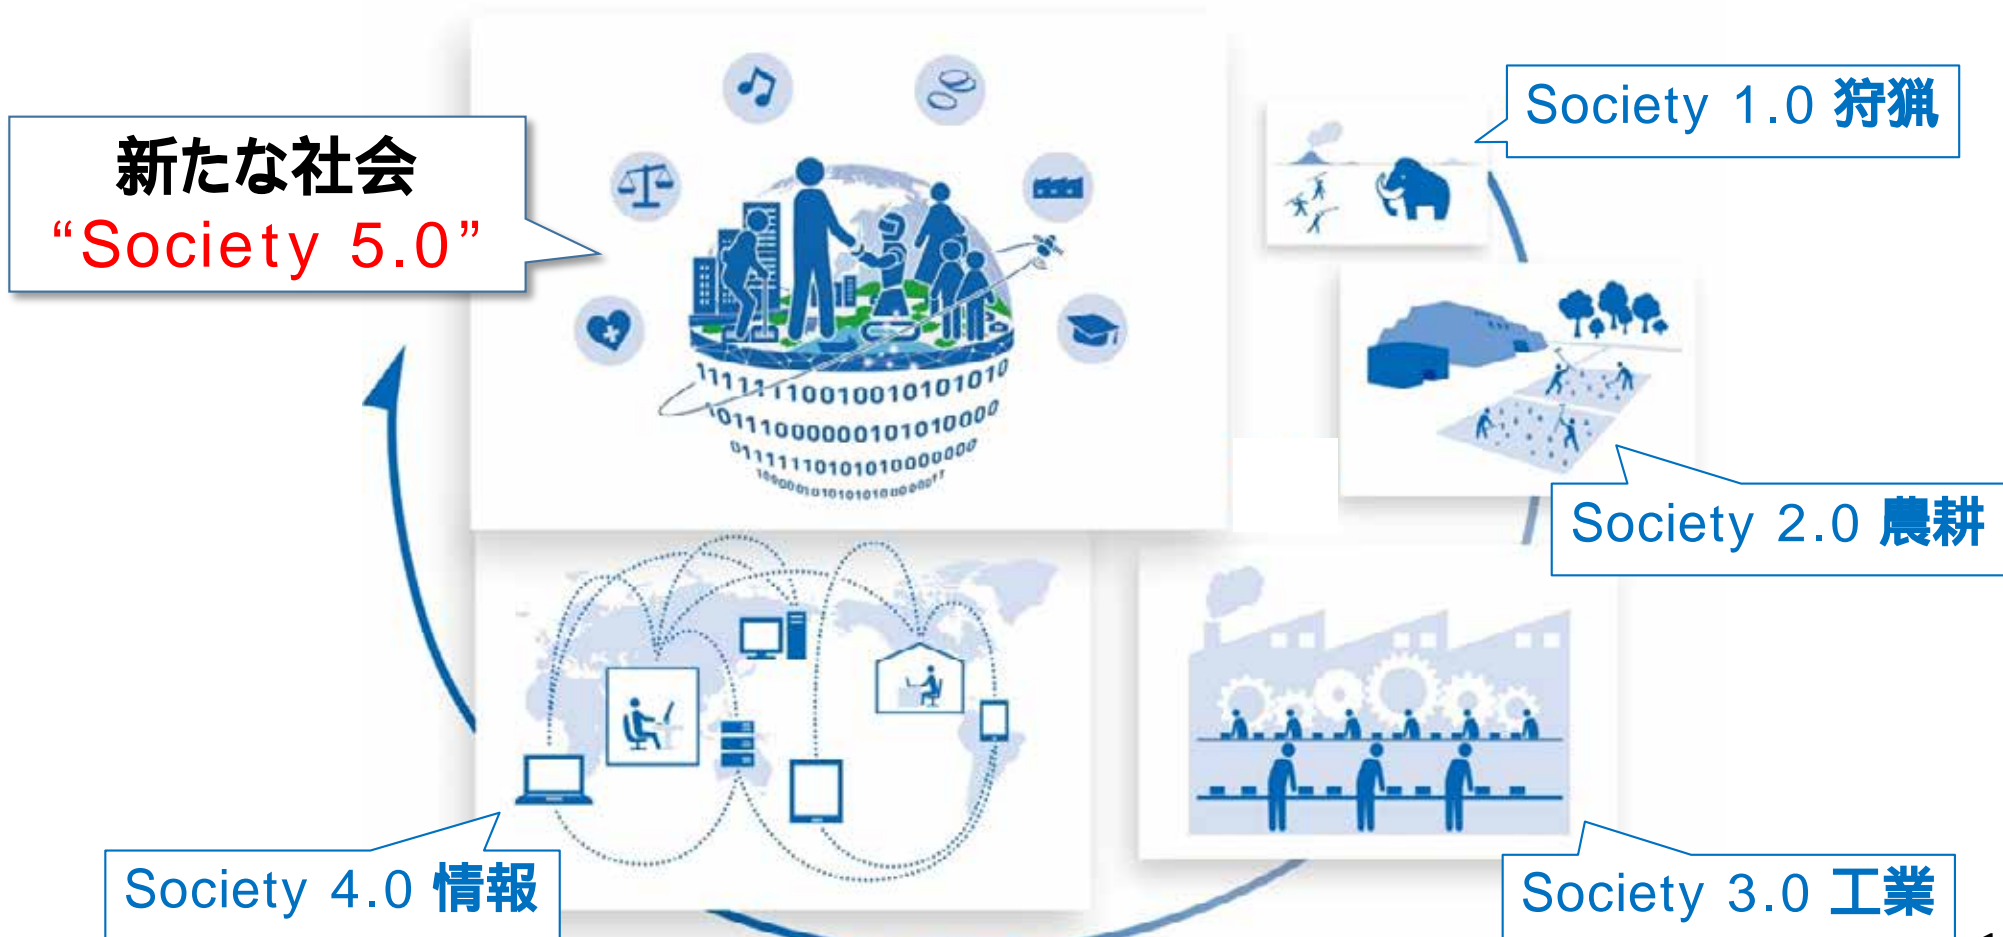 新たな社会
“Society 5.0”
Society 1.0 狩猟
Society 2.0 農耕
Society 3.0 工業
Society 4.0 情報